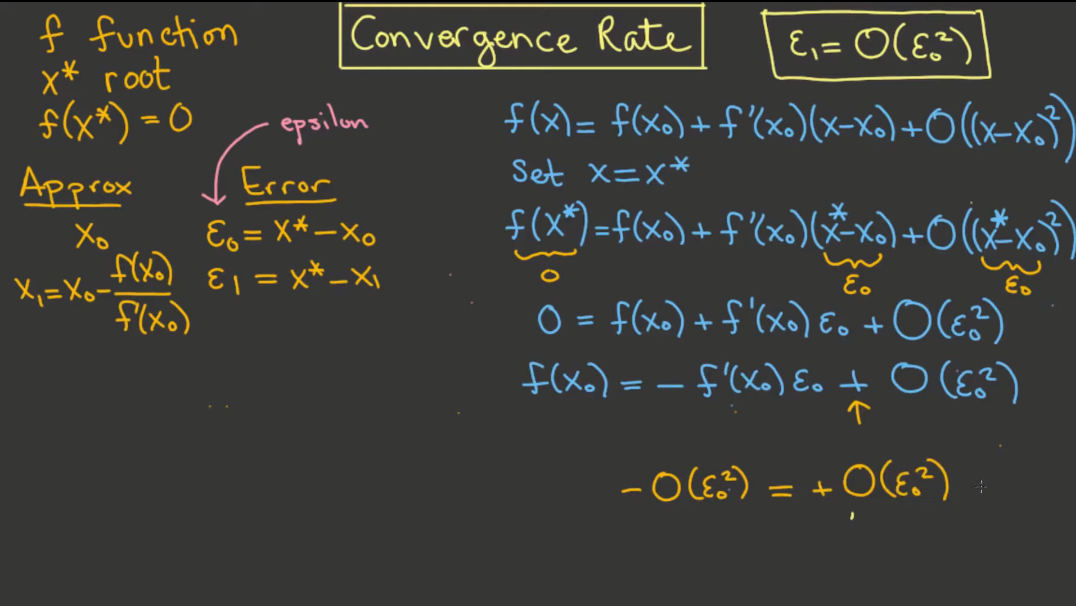 f function
x* root
f(x*) = 0
Convergence Rate
ε₁ = O(ε₀²)
epsilon
Approx
Error
x₀
ε₀ = x* − x₀
x₁ = x₀ − f(x₀)/f'(x₀)
ε₁ = x* − x₁
f(x) = f(x₀) + f'(x₀)(x−x₀) + O((x−x₀)²)
Set x = x*
f(x*) = f(x₀) + f'(x₀)(x*−x₀) + O((x*−x₀)²)
0 ε₀ ε₀
0 = f(x₀) + f'(x₀) ε₀ + O(ε₀²)
f(x₀) = − f'(x₀) ε₀ + O(ε₀²)
− O(ε₀²) = + O(ε₀²)